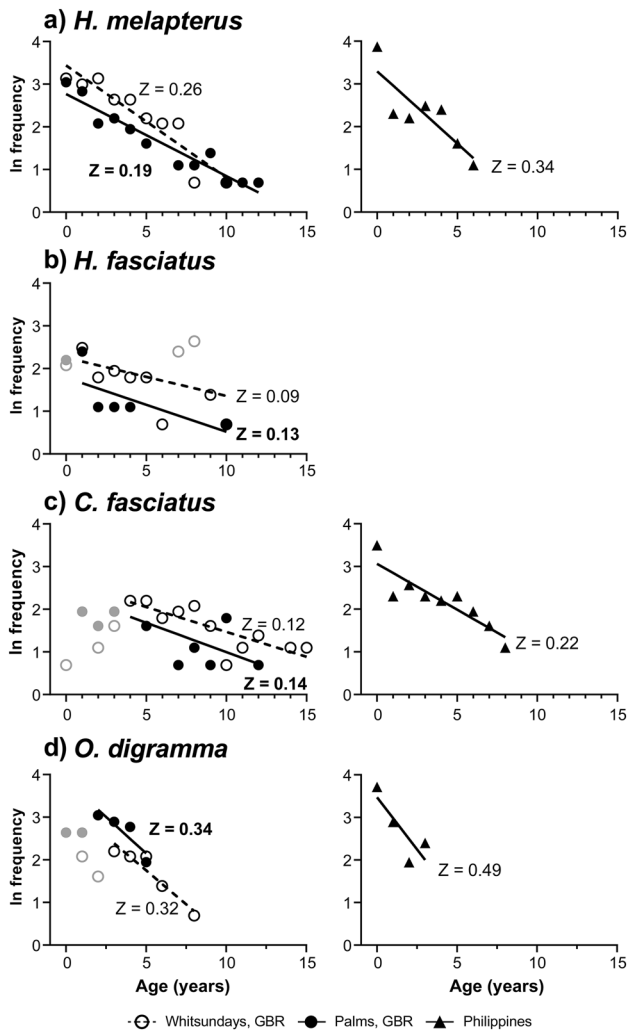 a) H. melapterus
4
3
2
1
0
ln frequency
Z = 0.26
Z = 0.19
0 5 10 15
4
3
2
1
0
Z = 0.34
0 5 10 15
b) H. fasciatus
4
3
2
1
0
ln frequency
Z = 0.09
Z = 0.13
0 5 10 15
c) C. fasciatus
4
3
2
1
0
ln frequency
Z = 0.12
Z = 0.14
0 5 10 15
4
3
2
1
0
Z = 0.22
0 5 10 15
d) O. digramma
4
3
2
1
0
ln frequency
Z = 0.34
Z = 0.32
0 5 10 15
Age (years)
4
3
2
1
0
Z = 0.49
0 5 10 15
Age (years)
Whitsundays, GBR Palms, GBR Philippines